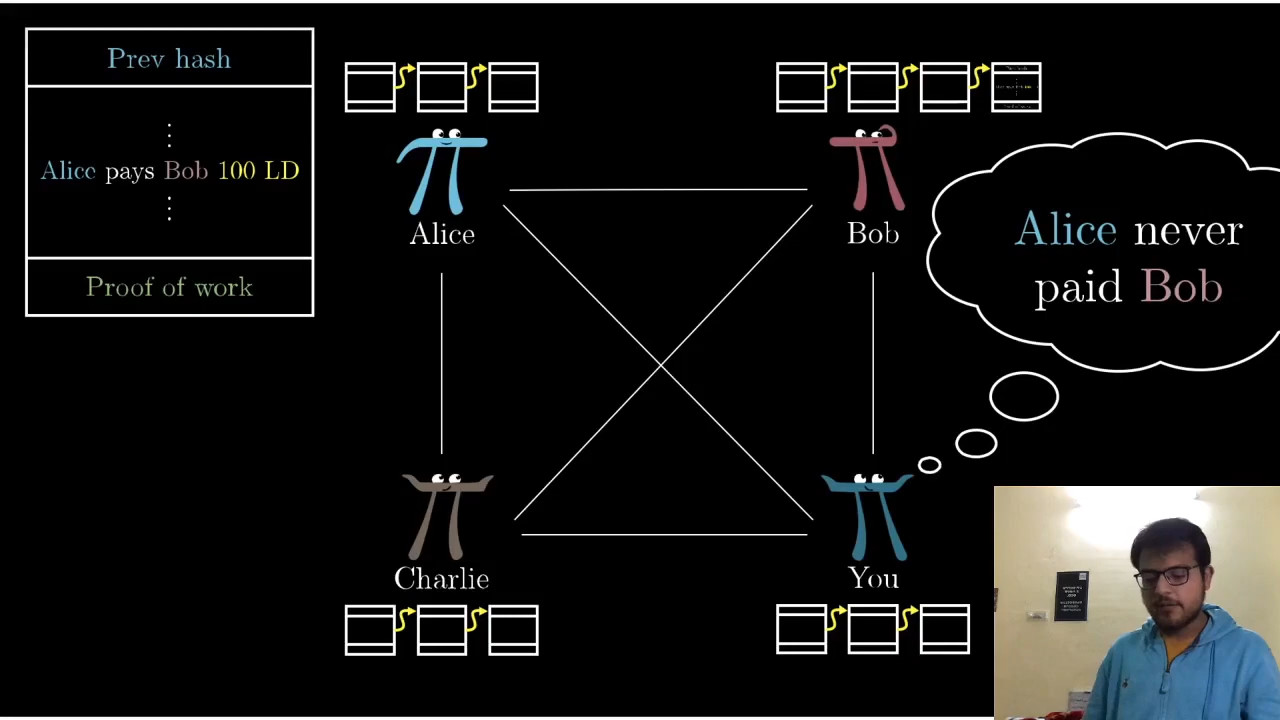 Prev hash
Alice pays Bob 100 LD
Proof of work
Alice
Bob
Alice never
paid Bob
Charlie
You